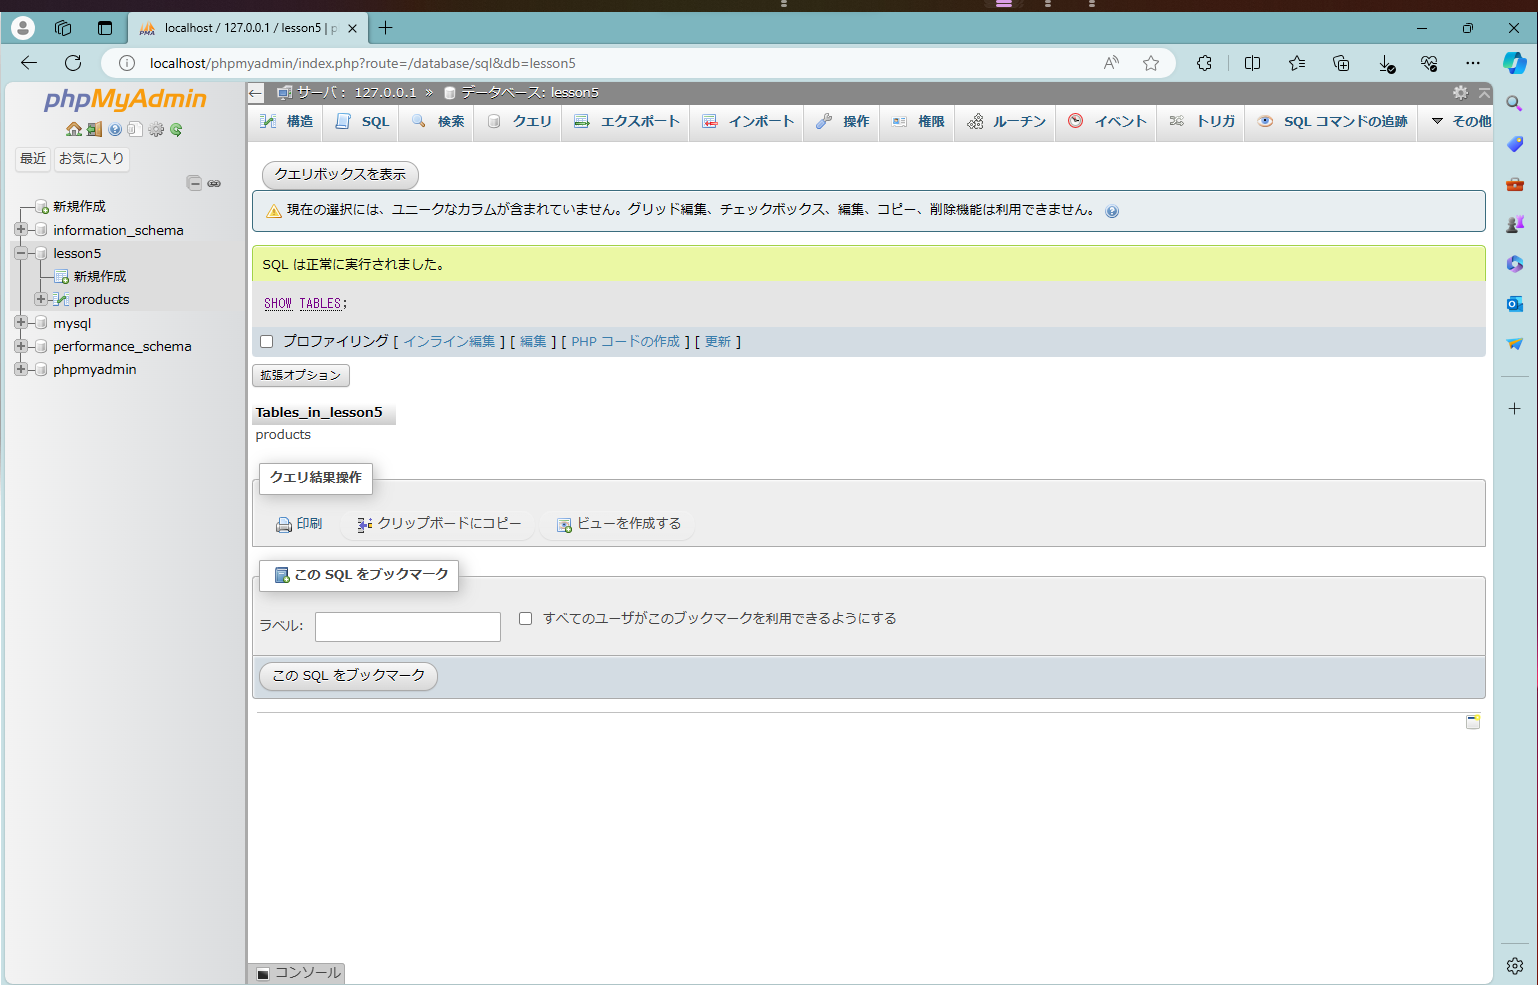 localhost / 127.0.0.1 / lesson5 | p
localhost/phpmyadmin/index.php?route=/database/sql&db=lesson5
phpMyAdmin
最近 お気に入り
新規作成
information_schema
lesson5
新規作成
products
mysql
performance_schema
phpmyadmin
サーバ: 127.0.0.1 » データベース: lesson5
構造 SQL 検索 クエリ エクスポート インポート 操作 権限 ルーチン イベント トリガ SQL コマンドの追跡 その他
クエリボックスを表示
現在の選択には、ユニークなカラムが含まれていません。グリッド編集、チェックボックス、編集、コピー、削除機能は利用できません。
SQL は正常に実行されました。
SHOW TABLES;
プロファイリング [ インライン編集 ] [ 編集 ] [ PHP コードの作成 ] [ 更新 ]
拡張オプション
Tables_in_lesson5
products
クエリ結果操作
印刷 クリップボードにコピー ビューを作成する
この SQL をブックマーク
ラベル: すべてのユーザがこのブックマークを利用できるようにする
この SQL をブックマーク
コンソール